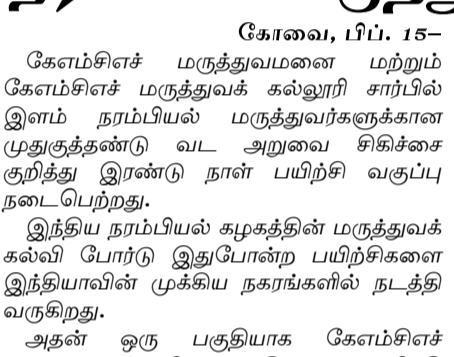 கோவை, பிப். 15–
கேஎம்சிஎச் மருத்துவமனை மற்றும்
கேஎம்சிஎச் மருத்துவக் கல்லூரி சார்பில்
இளம் நரம்பியல் மருத்துவர்களுக்கான
முதுகுத்தண்டு வட அறுவை சிகிச்சை
குறித்து இரண்டு நாள் பயிற்சி வகுப்பு
நடைபெற்றது.
இந்திய நரம்பியல் கழகத்தின் மருத்துவக்
கல்வி போர்டு இதுபோன்ற பயிற்சிகளை
இந்தியாவின் முக்கிய நகரங்களில் நடத்தி
வருகிறது.
அதன் ஒரு பகுதியாக கேஎம்சிஎச்